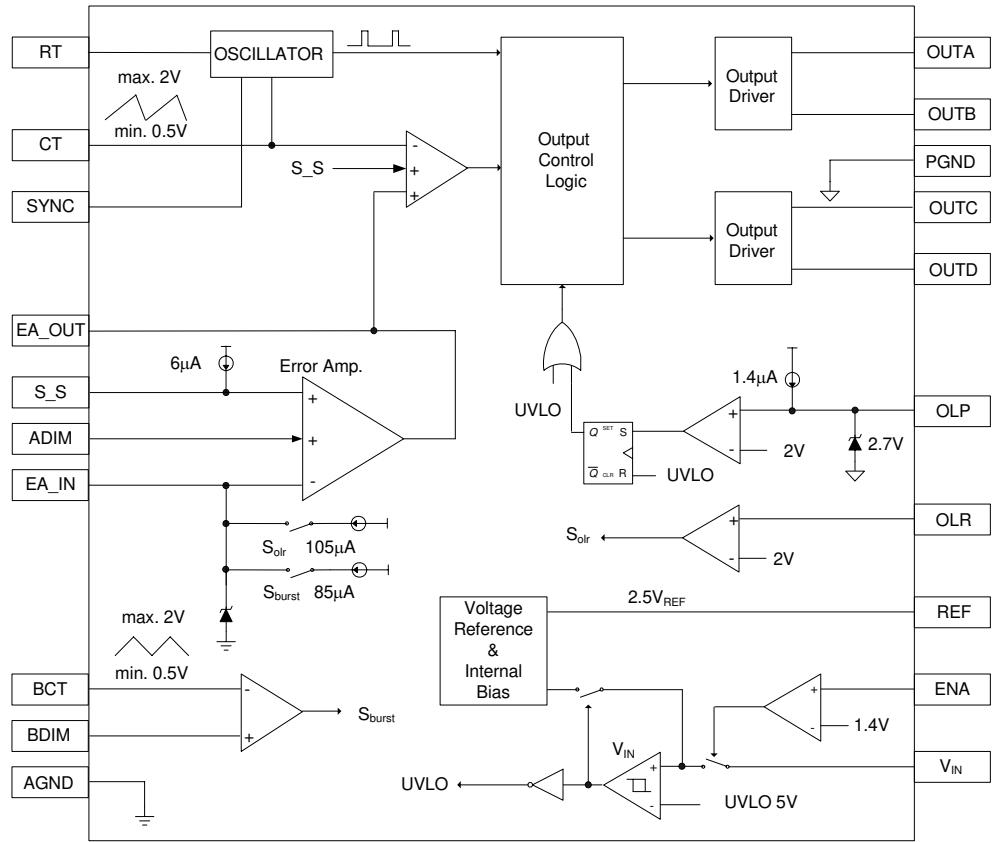 RT
OSCILLATOR
max. 2V
min. 0.5V
CT
S_S
SYNC
-
+
+
Output
Control
Logic
Output
Driver
OUTA
OUTB
PGND
Output
Driver
OUTC
OUTD
EA_OUT
6µA
Error Amp.
S_S
ADIM
EA_IN
+
+
-
Solr 105µA
Sburst 85µA
UVLO
Q SET S
Q CLR R
UVLO
1.4µA
+
-
2V
2.7V
OLP
Solr
+
-
2V
OLR
Voltage
Reference
&
Internal
Bias
2.5VREF
REF
max. 2V
min. 0.5V
BCT
BDIM
-
+
Sburst
AGND
+
-
1.4V
ENA
VIN
VIN
+
-
UVLO
UVLO 5V